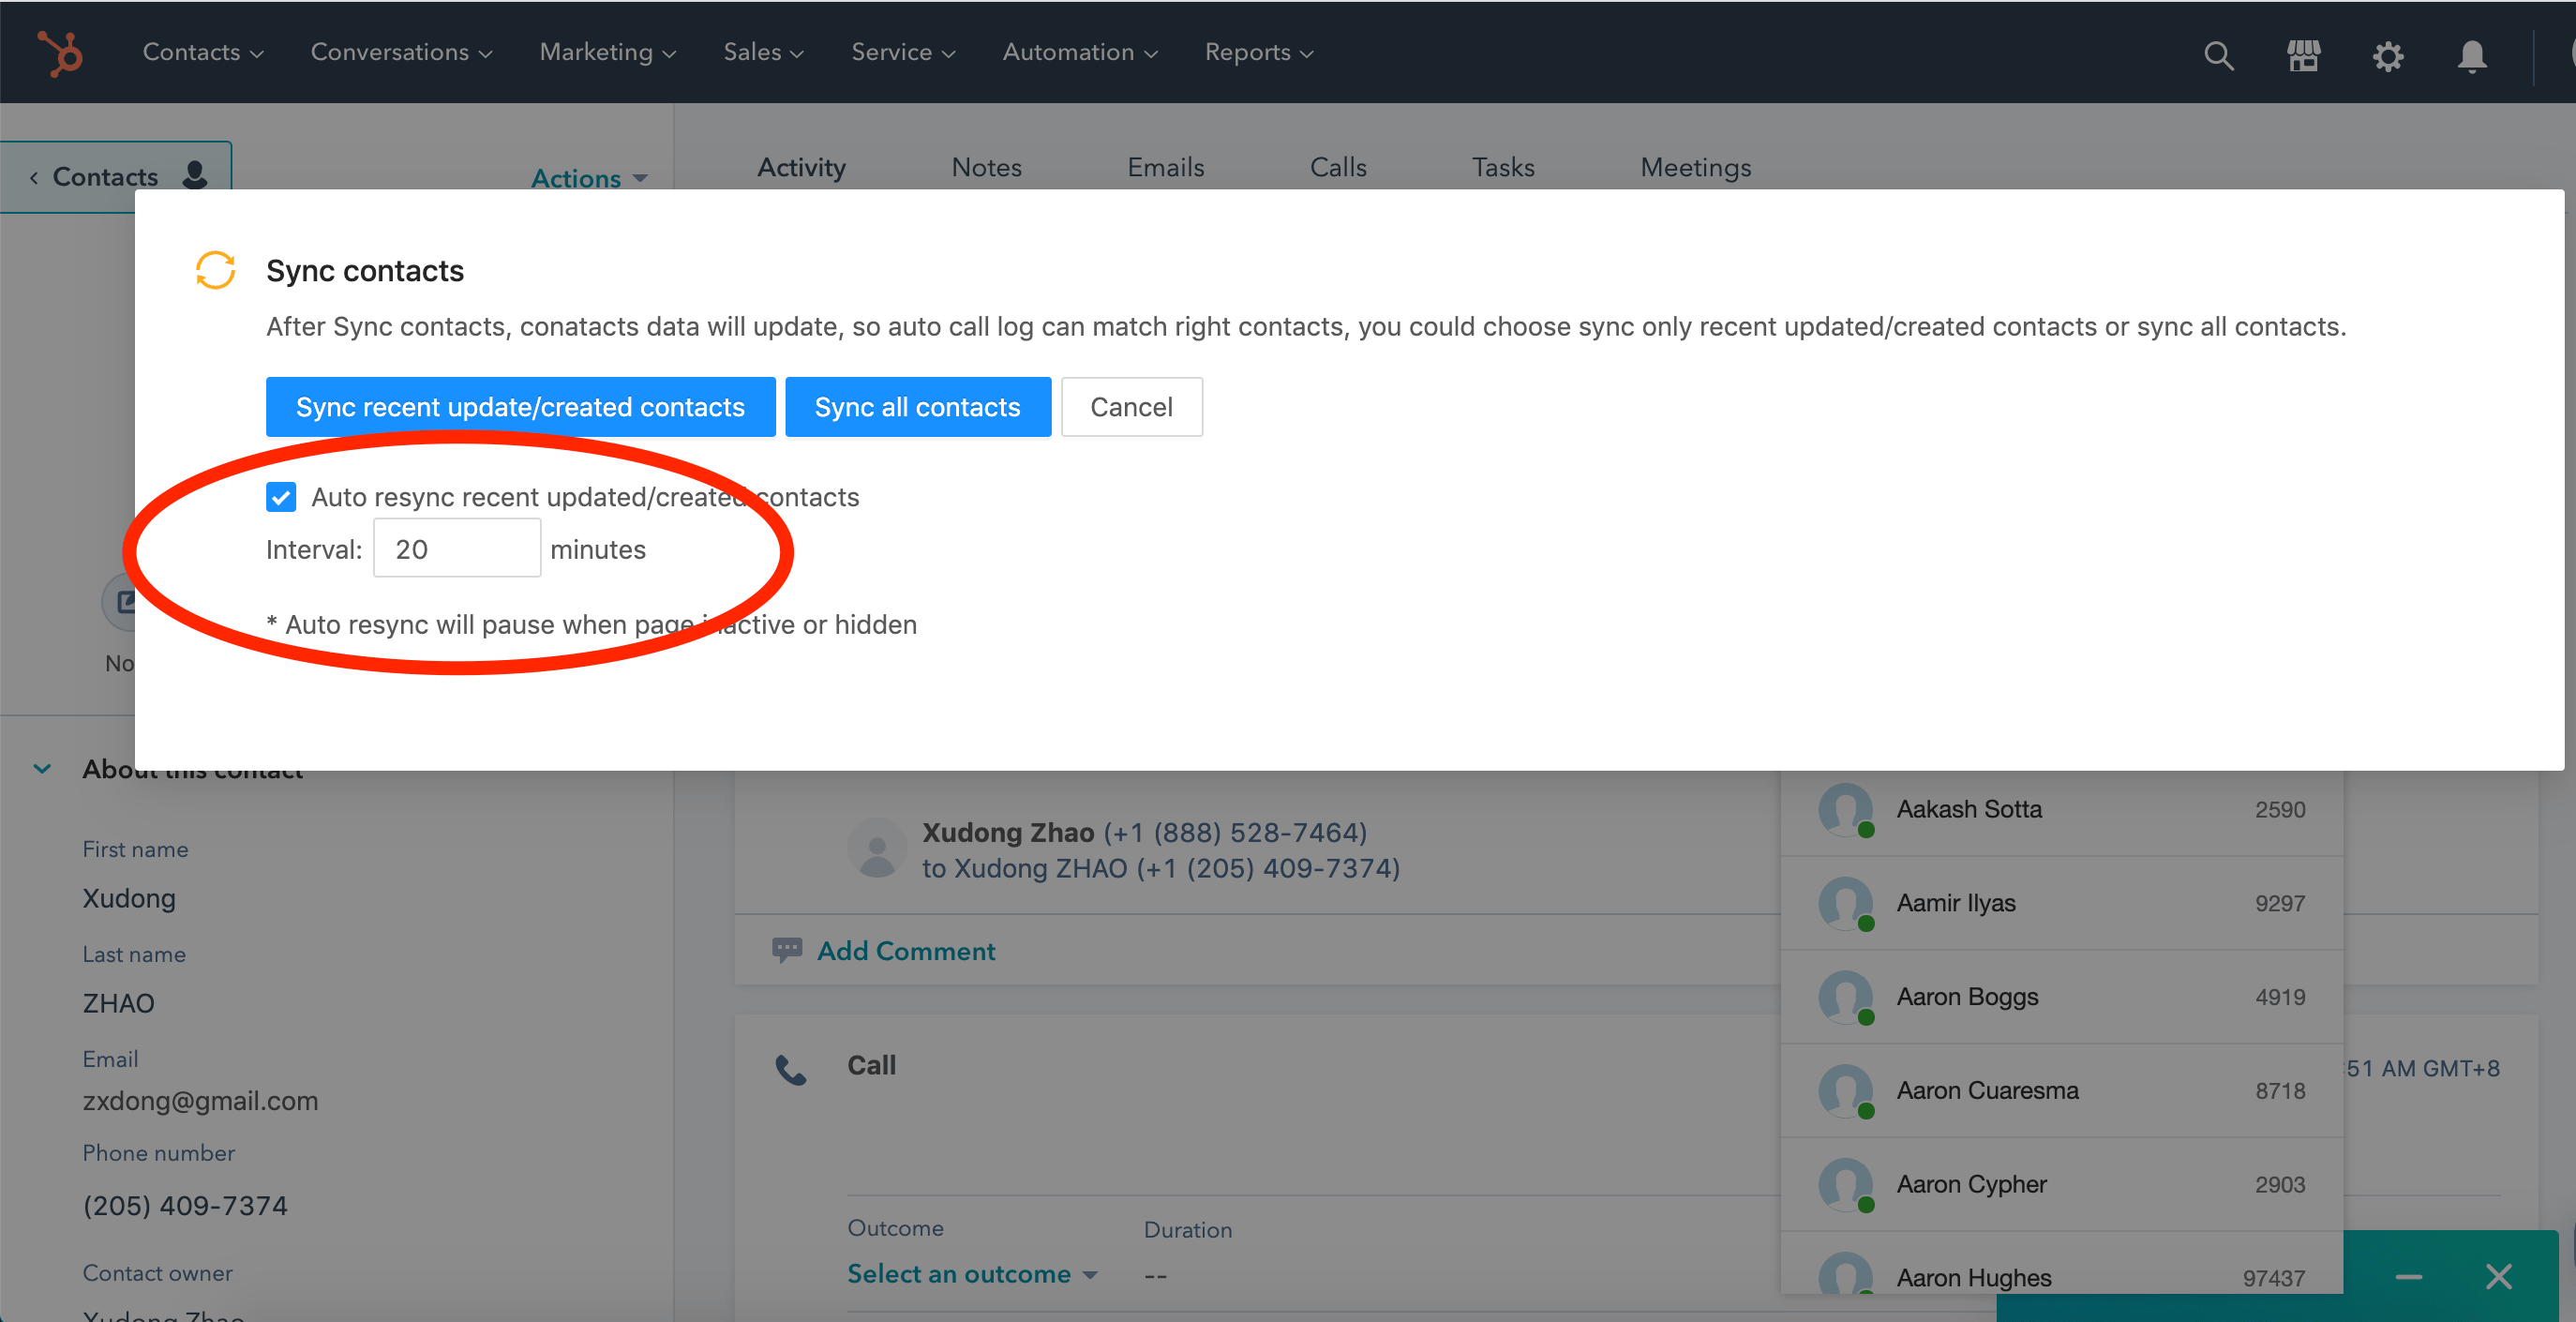 Contacts Conversations Marketing Sales Service Automation Reports
Contacts
Actions
Activity Notes Emails Calls Tasks Meetings
Sync contacts
After Sync contacts, conatacts data will update, so auto call log can match right contacts, you could choose sync only recent updated/created contacts or sync all contacts.
Sync recent update/created contacts Sync all contacts Cancel
Auto resync recent updated/created contacts
Interval: 20 minutes
* Auto resync will pause when page inactive or hidden
No
About this contact
First name
Xudong
Last name
ZHAO
Email
zxdong@gmail.com
Phone number
(205) 409-7374
Contact owner
Xudong Zhao
Xudong Zhao (+1 (888) 528-7464)
to Xudong ZHAO (+1 (205) 409-7374)
Add Comment
Call
51 AM GMT+8
Outcome Duration
Select an outcome --
Aakash Sotta 2590
Aamir Ilyas 9297
Aaron Boggs 4919
Aaron Cuaresma 8718
Aaron Cypher 2903
Aaron Hughes 97437